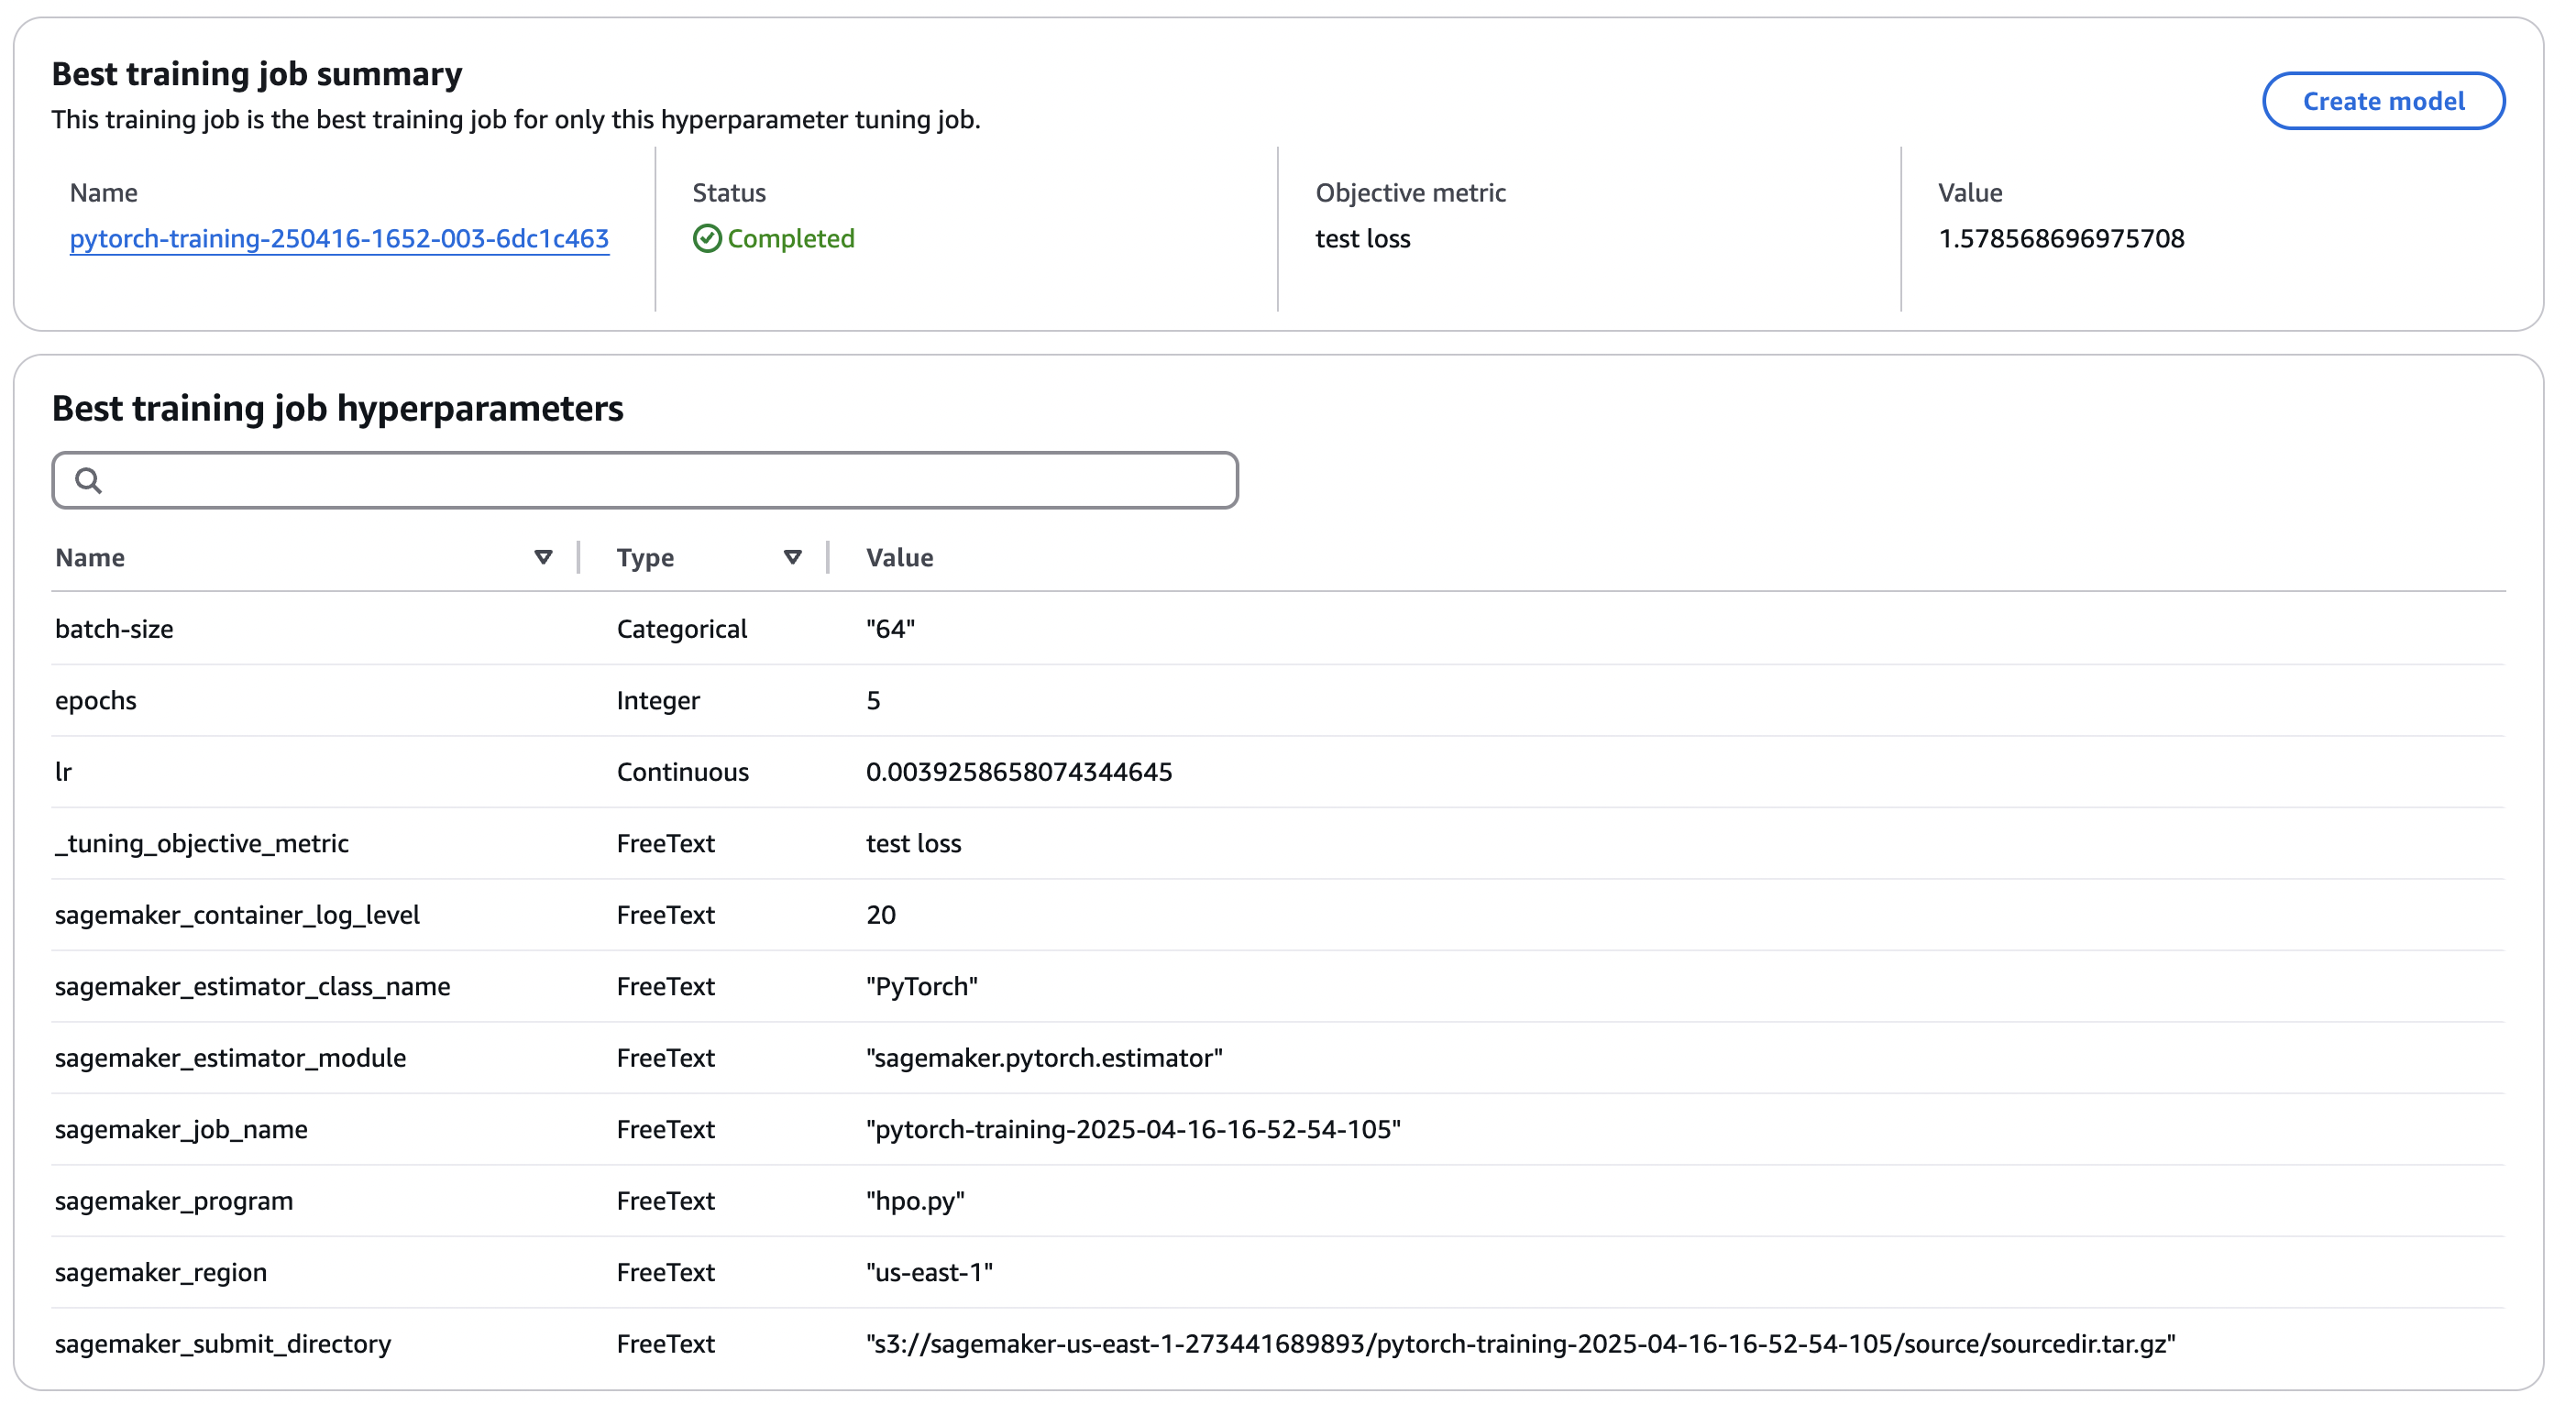 Best training job summary
This training job is the best training job for only this hyperparameter tuning job.
Create model
Name
pytorch-training-250416-1652-003-6dc1c463
Status
Completed
Objective metric
test loss
Value
1.578568696975708
Best training job hyperparameters
Name Type Value
batch-size Categorical "64"
epochs Integer 5
lr Continuous 0.0039258658074344645
_tuning_objective_metric FreeText test loss
sagemaker_container_log_level FreeText 20
sagemaker_estimator_class_name FreeText "PyTorch"
sagemaker_estimator_module FreeText "sagemaker.pytorch.estimator"
sagemaker_job_name FreeText "pytorch-training-2025-04-16-16-52-54-105"
sagemaker_program FreeText "hpo.py"
sagemaker_region FreeText "us-east-1"
sagemaker_submit_directory FreeText "s3://sagemaker-us-east-1-273441689893/pytorch-training-2025-04-16-16-52-54-105/source/sourcedir.tar.gz"